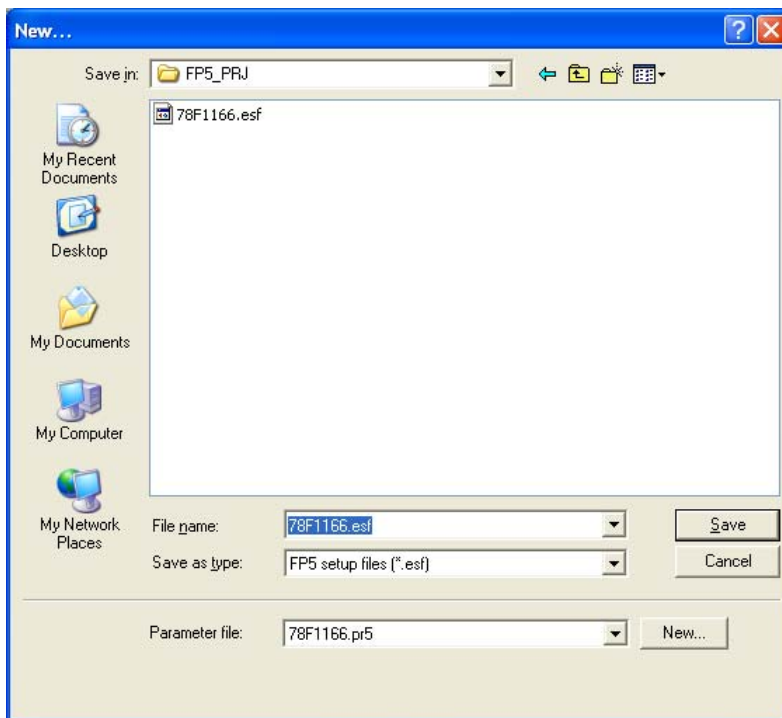 New...
Save in: FP5_PRJ
78F1166.esf
My Recent
Documents
Desktop
My Documents
My Computer
My Network
Places
File name: 78F1166.esf Save
Save as type: FP5 setup files (*.esf) Cancel
Parameter file: 78F1166.pr5 New...